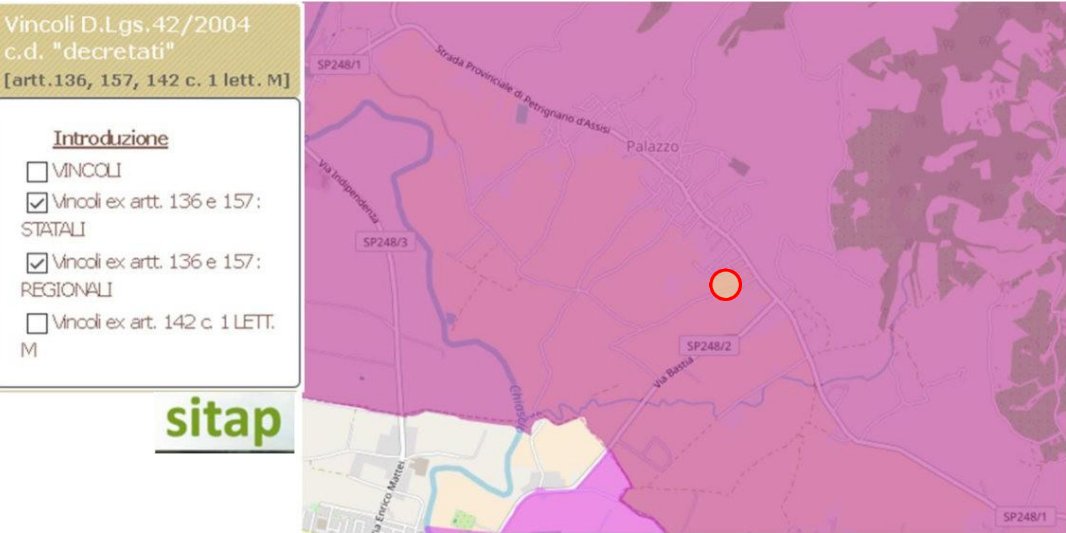 Vincoli D.Lgs.42/2004
c.d. "decretati"
[artt.136, 157, 142 c. 1 lett. M]
Introduzione
VINCOLI
Vincoli ex artt. 136 e 157:
STATALI
Vincoli ex artt. 136 e 157:
REGIONALI
Vincoli ex art. 142 c. 1 LETT.
M
sitap
SP248/1
Strada Provinciale di Petrignano d'Assisi
Palazzo
Via Indipendenza
SP248/3
SP248/2
Via Bastia
Chiascio
Via Enrico Mattei
SP248/1